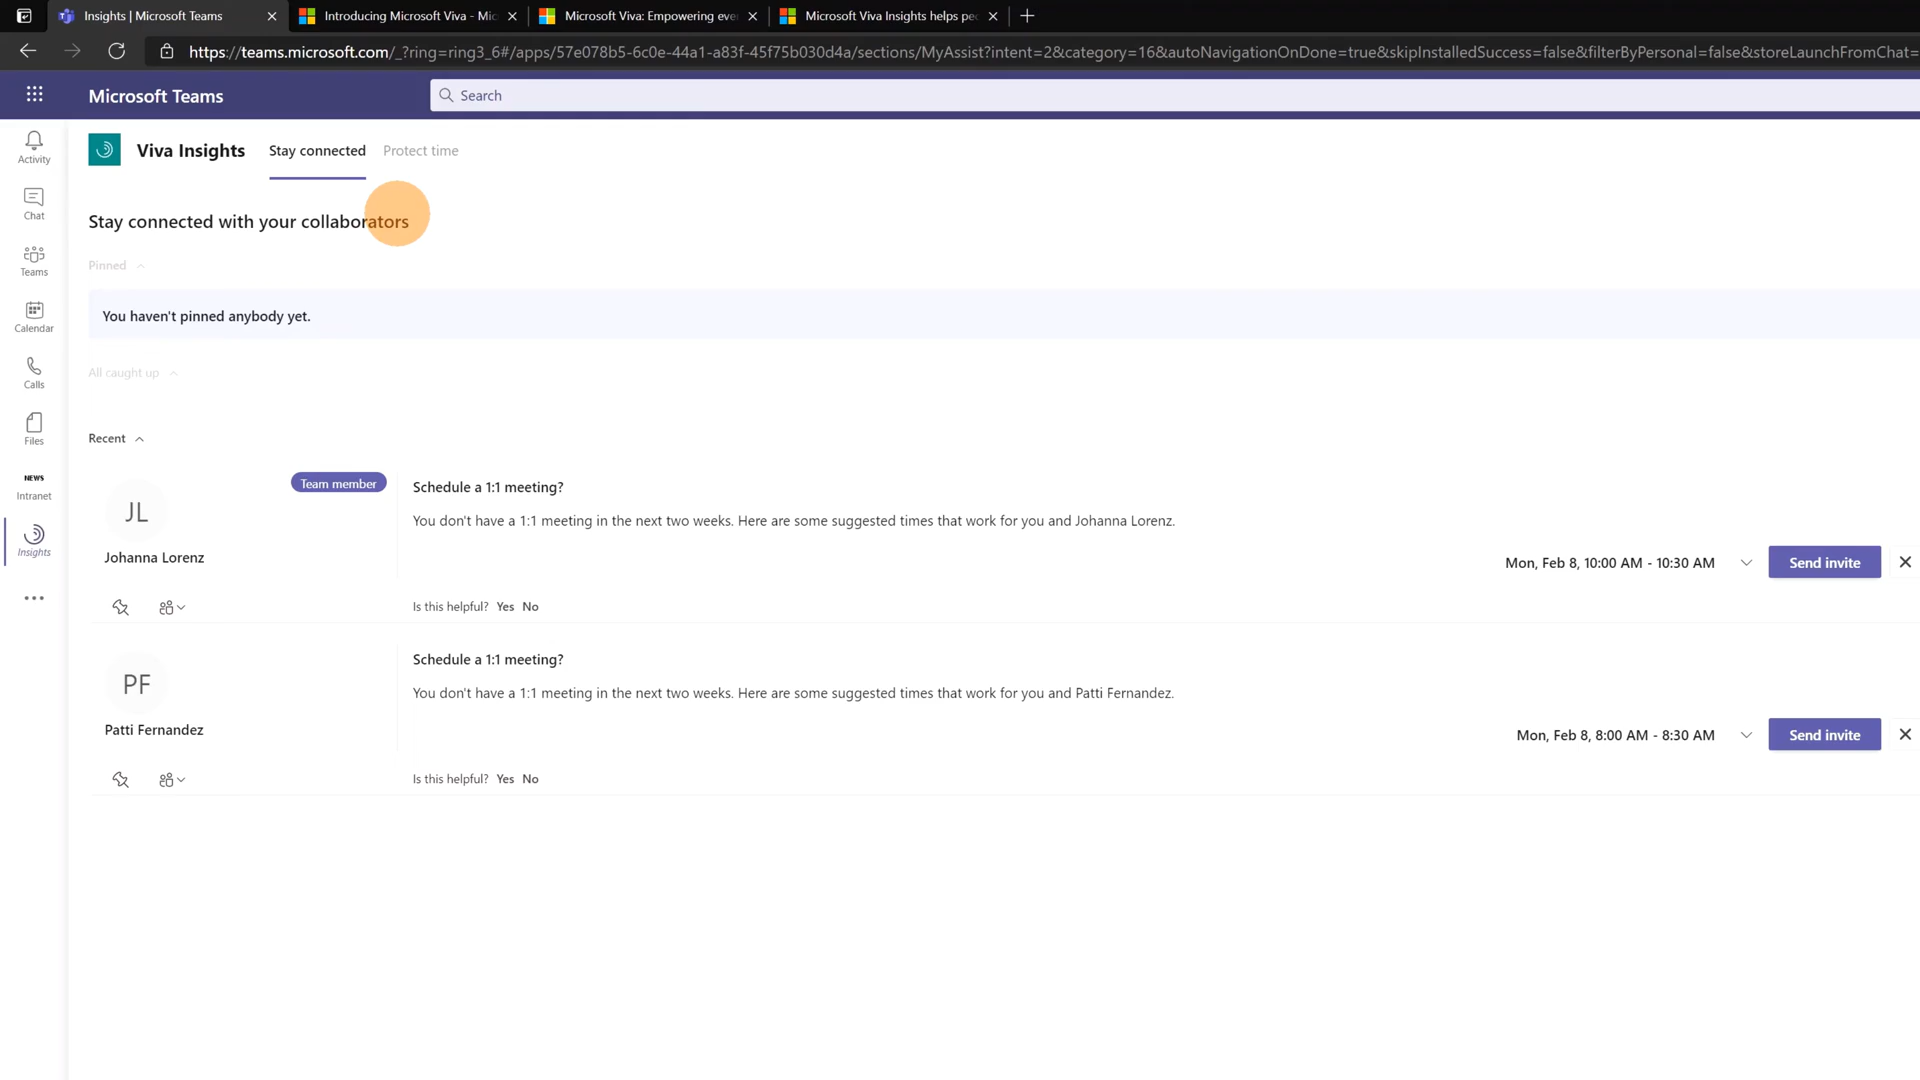 Insights | Microsoft Teams
Introducing Microsoft Viva - Mic
Microsoft Viva: Empowering eve
Microsoft Viva Insights helps pe
https://teams.microsoft.com/_?ring=ring3_6#/apps/57e078b5-6c0e-44a1-a83f-45f75b030d4a/sections/MyAssist?intent=2&category=16&autoNavigationOnDone=true&skipInstalledSuccess=false&filterByPersonal=false&storeLaunchFromChat=
Microsoft Teams
Search
Activity
Chat
Teams
Calendar
Calls
Files
NEWS
Intranet
Insights
Viva Insights
Stay connected
Protect time
Stay connected with your collaborators
Pinned
You haven't pinned anybody yet.
All caught up
Recent
JL
Johanna Lorenz
Team member
Schedule a 1:1 meeting?
You don't have a 1:1 meeting in the next two weeks. Here are some suggested times that work for you and Johanna Lorenz.
Mon, Feb 8, 10:00 AM - 10:30 AM
Send invite
Is this helpful? Yes No
PF
Patti Fernandez
Schedule a 1:1 meeting?
You don't have a 1:1 meeting in the next two weeks. Here are some suggested times that work for you and Patti Fernandez.
Mon, Feb 8, 8:00 AM - 8:30 AM
Send invite
Is this helpful? Yes No